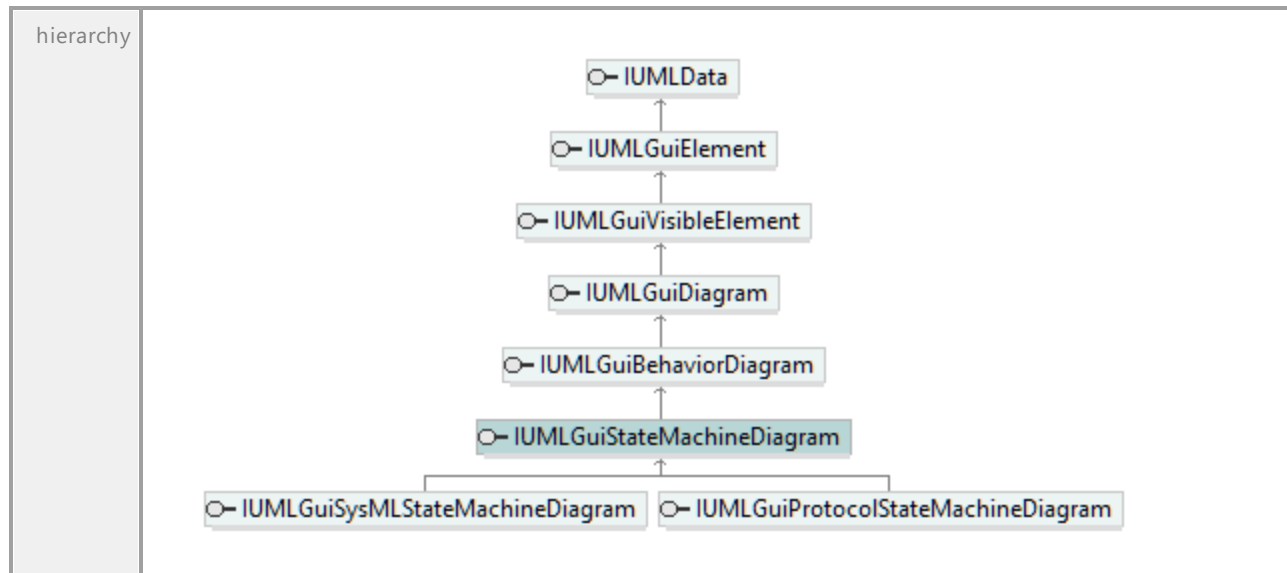 hierarchy
IUMLData
IUMLGuiElement
IUMLGuiVisibleElement
IUMLGuiDiagram
IUMLGuiBehaviorDiagram
IUMLGuiStateMachineDiagram
IUMLGuiSysMLStateMachineDiagram
IUMLGuiProtocolStateMachineDiagram